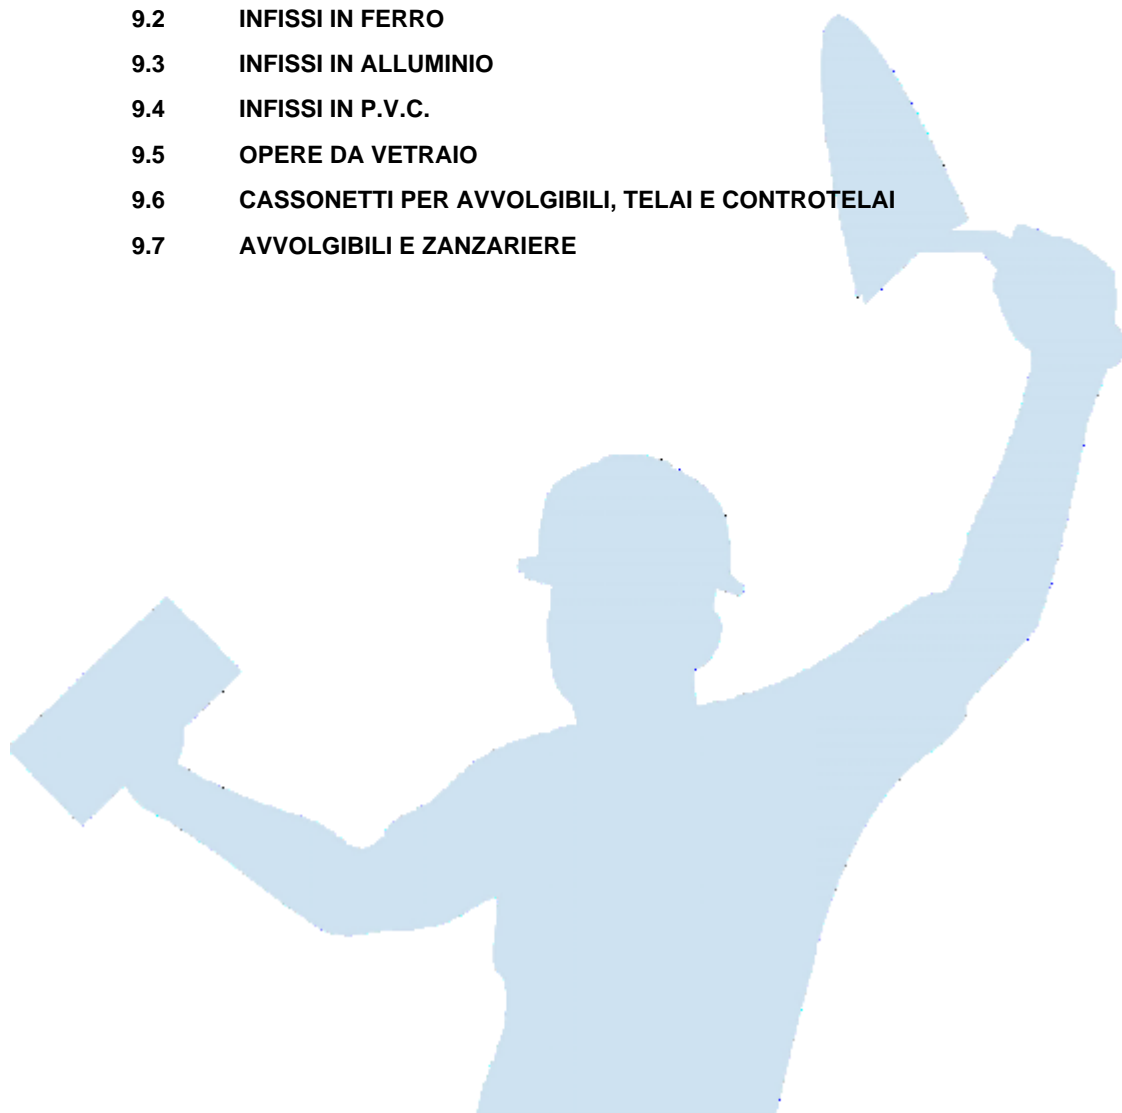 9.2 INFISSI IN FERRO
9.3 INFISSI IN ALLUMINIO
9.4 INFISSI IN P.V.C.
9.5 OPERE DA VETRAIO
9.6 CASSONETTI PER AVVOLGIBILI, TELAI E CONTROTELAI
9.7 AVVOLGIBILI E ZANZARIERE